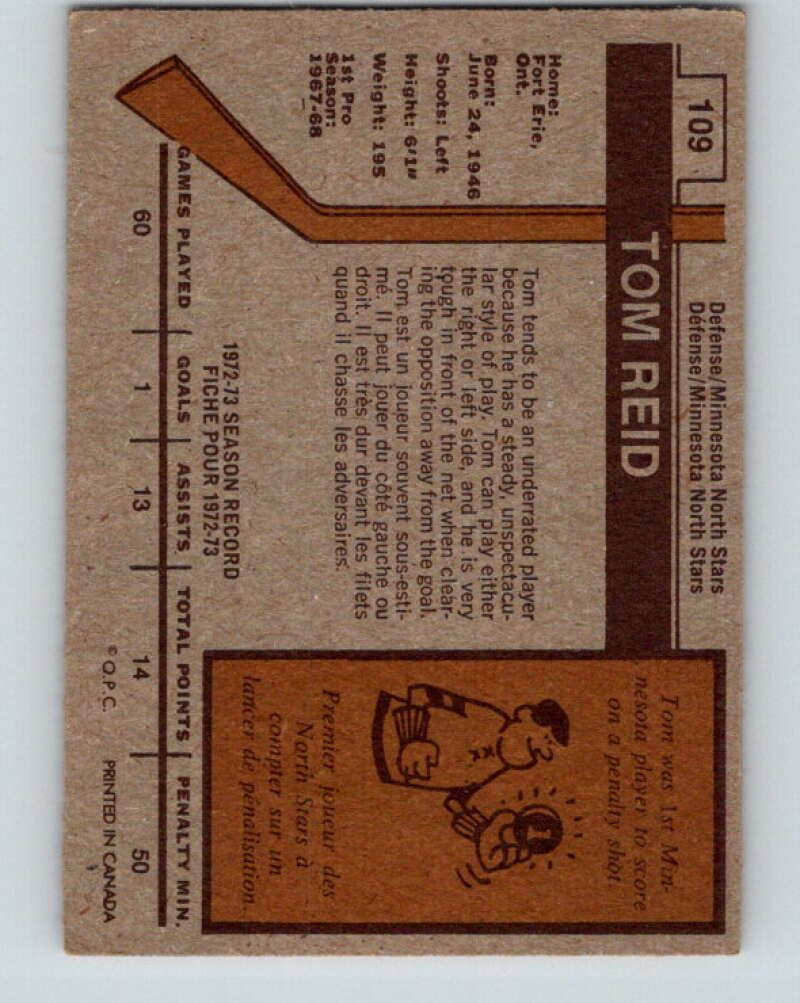 109
Defense/Minnesota North Stars
Défense/Minnesota North Stars
TOM REID
Home:
Fort Erie,
Ont.
Born:
June 24, 1946
Shoots: Left
Height: 6'1"
Weight: 195
1st Pro
Season:
1967-68
Tom tends to be an underrated player
because he has a steady, unspectacu-
lar style of play. Tom can play either
the right or left side, and he is very
tough in front of the net when clear-
ing the opposition away from the goal.
Tom est un joueur souvent sous-esti-
mé. Il peut jouer du côté gauche ou
droit. Il est très dur devant les filets
quand il chasse les adversaires.
Tom was 1st Min-
nesota player to score
on a penalty shot
1
Premier joueur des
North Stars à
compter sur un
lancer de pénalisation.
1972-73 SEASON RECORD
FICHE POUR 1972-73
GAMES PLAYED GOALS ASSISTS TOTAL POINTS PENALTY MIN.
60 1 13 14 50
© O.P.C. PRINTED IN CANADA